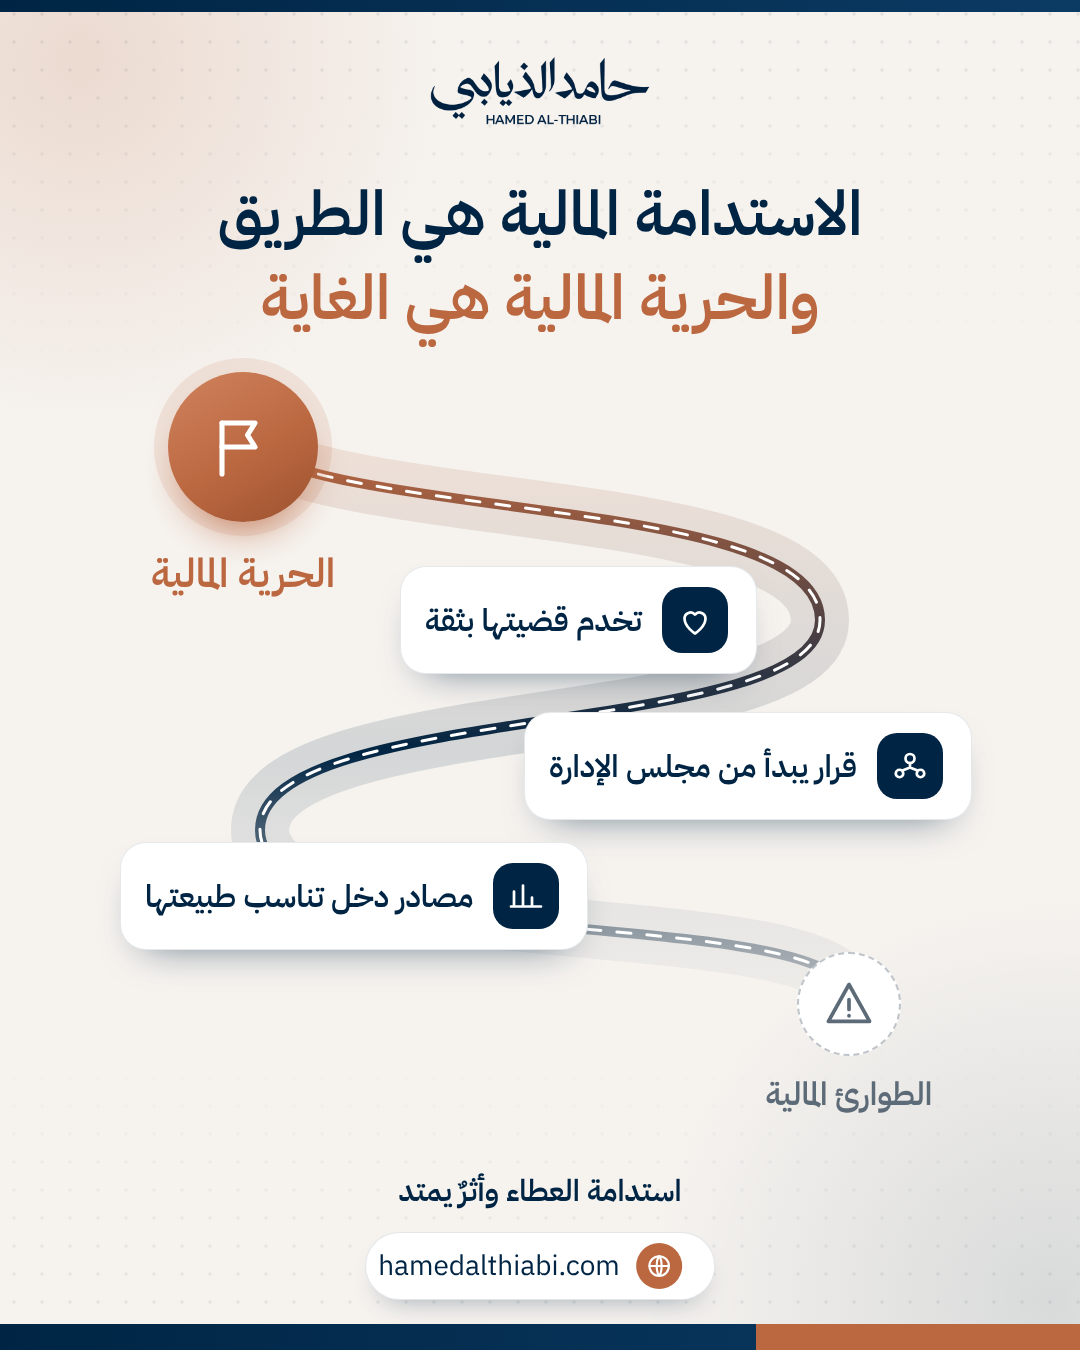 حامد الذيابي
HAMED AL-THIABI
الاستدامة المالية هي الطريق
والحرية المالية هي الغاية
الحرية المالية
تخدم قضيتها بثقة
قرار يبدأ من مجلس الإدارة
مصادر دخل تناسب طبيعتها
الطوارئ المالية
استدامة العطاء وأثرٌ يمتد
hamedalthiabi.com